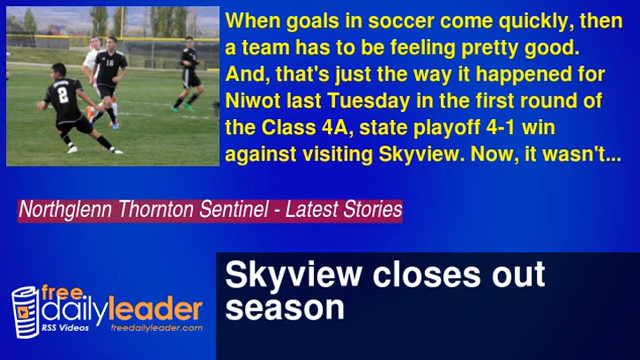 When goals in soccer come quickly, then
a team has to be feeling pretty good.
And, that's just the way it happened for
Niwot last Tuesday in the first round of
the Class 4A, state playoff 4-1 win
against visiting Skyview. Now, it wasn't...
2
16
Northglenn Thornton Sentinel - Latest Stories
Skyview closes out
season
free
dailyleader
RSS Videos freedailyleader.com